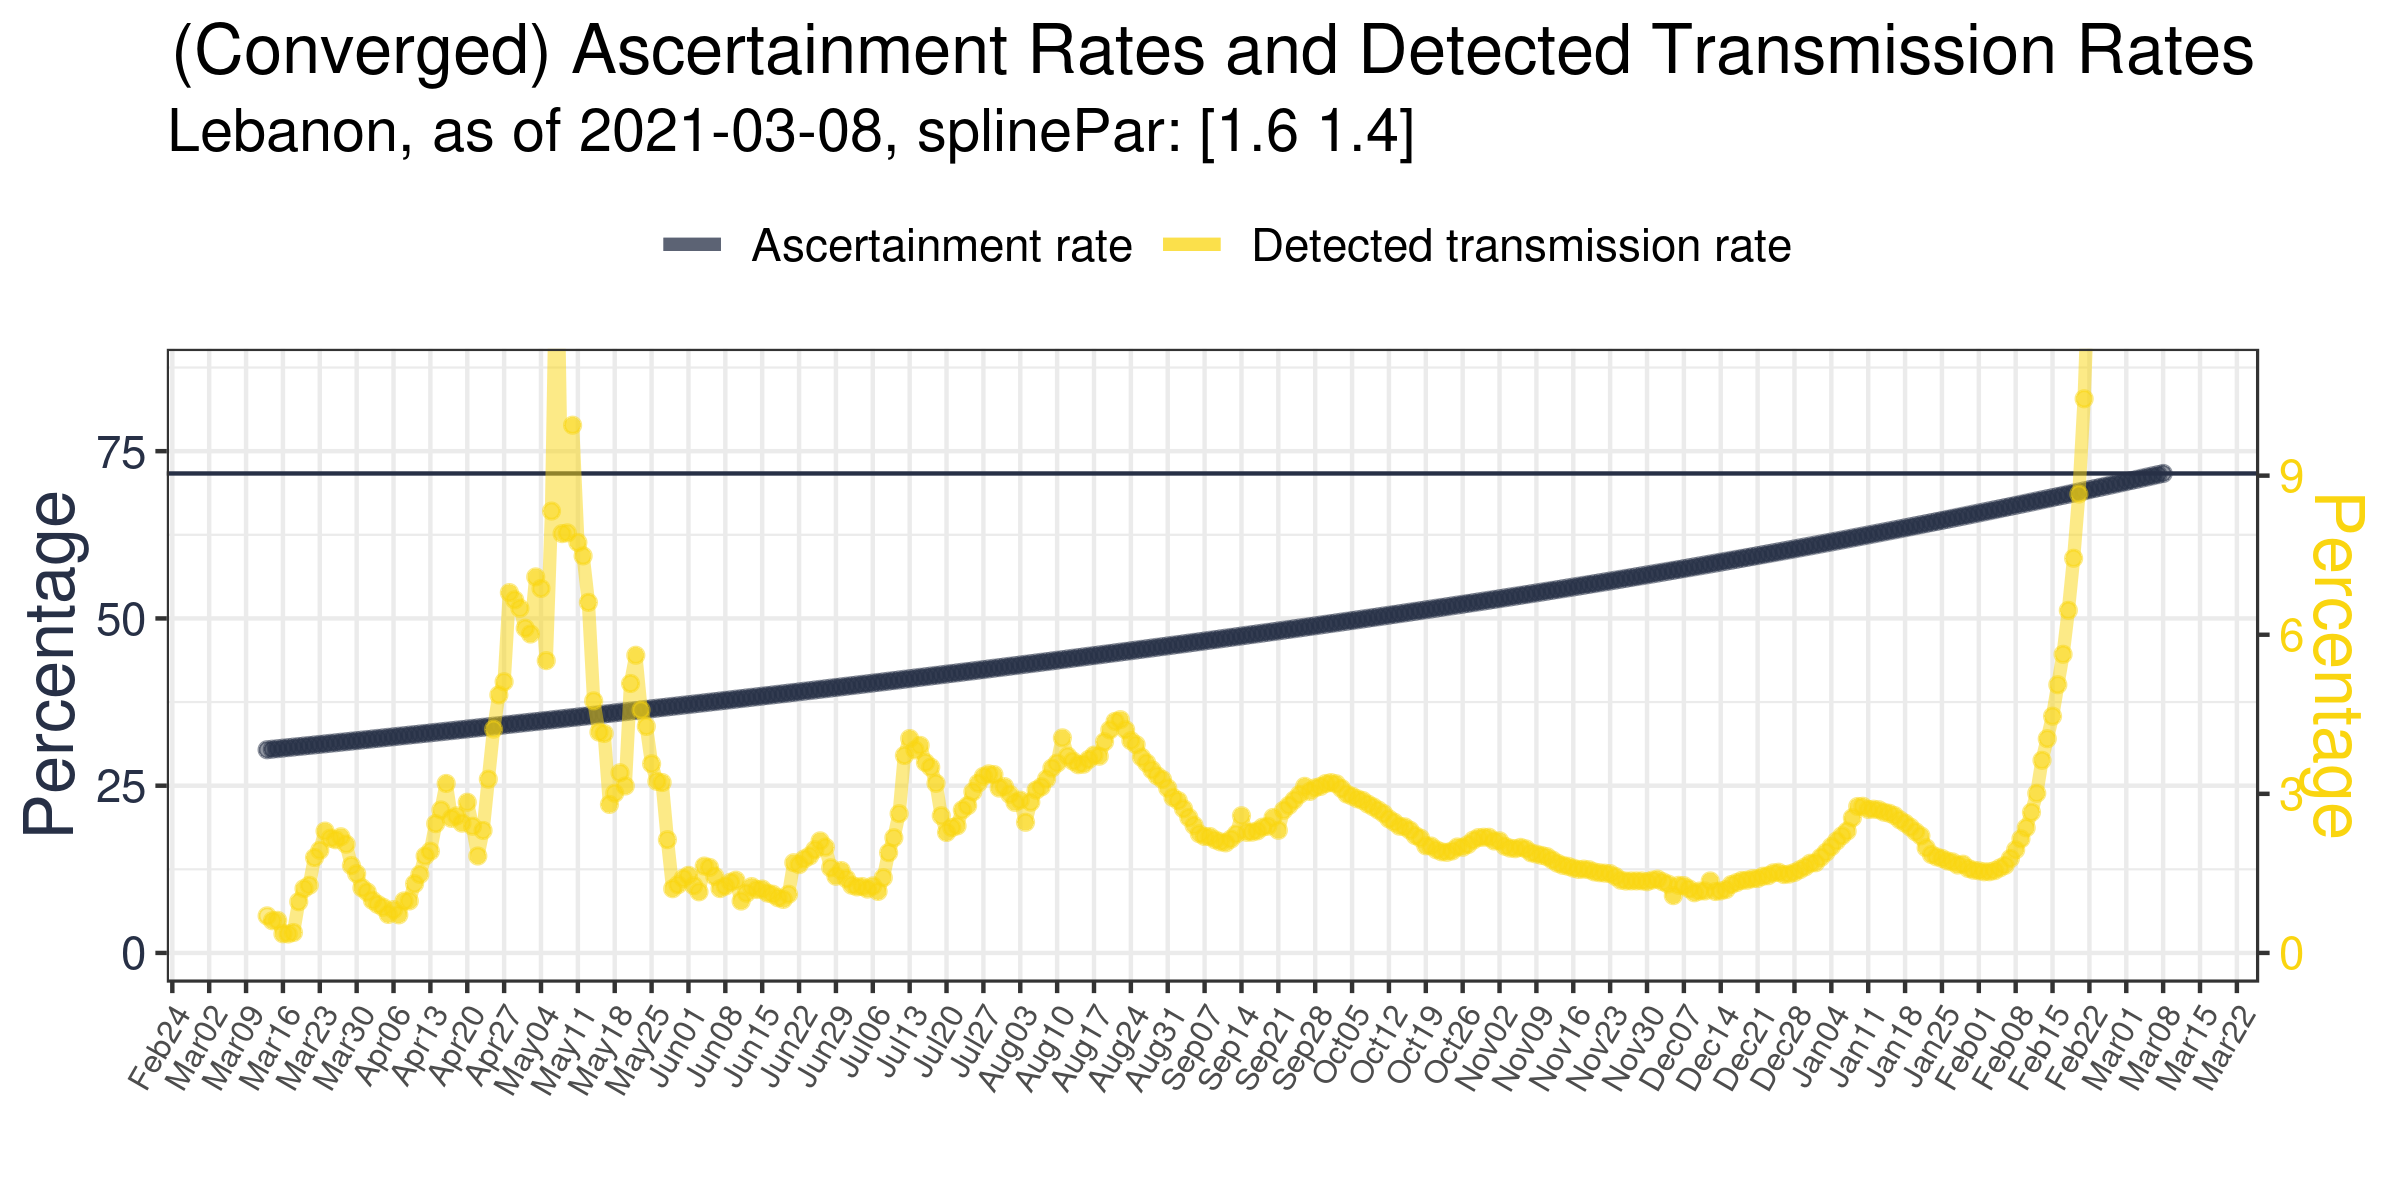 (Converged) Ascertainment Rates and Detected Transmission Rates
Lebanon, as of 2021-03-08, splinePar: [1.6 1.4]
Ascertainment rate
Detected transmission rate
Percentage
75
50
25
0
9
6
3
0
Percentage
Feb24
Mar02
Mar09
Mar16
Mar23
Mar30
Apr06
Apr13
Apr20
Apr27
May04
May11
May18
May25
Jun01
Jun08
Jun15
Jun22
Jun29
Jul06
Jul13
Jul20
Jul27
Aug03
Aug10
Aug17
Aug24
Aug31
Sep07
Sep14
Sep21
Sep28
Oct05
Oct12
Oct19
Oct26
Nov02
Nov09
Nov16
Nov23
Nov30
Dec07
Dec14
Dec21
Dec28
Jan04
Jan11
Jan18
Jan25
Feb01
Feb08
Feb15
Feb22
Mar01
Mar08
Mar15
Mar22